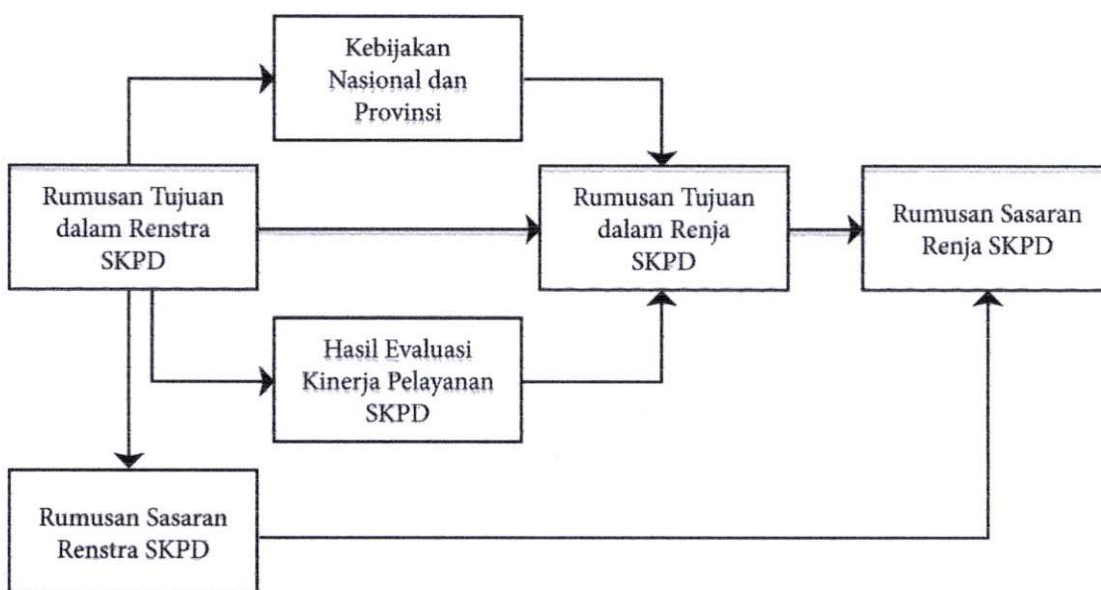 Kebijakan
Nasional dan
Provinsi
Rumusan Tujuan
dalam Renstra
SKPD
Rumusan Tujuan
dalam Renja
SKPD
Rumusan Sasaran
Renja SKPD
Hasil Evaluasi
Kinerja Pelayanan
SKPD
Rumusan Sasaran
Renstra SKPD